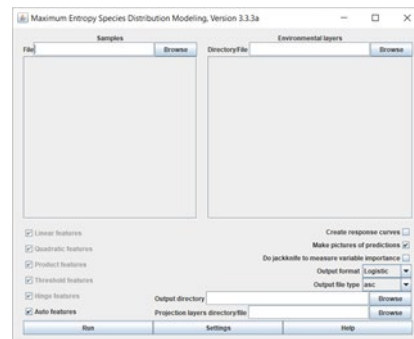 Maximum Entropy Species Distribution Modeling, Version 3.3.3a
Samples
File Browse
Environmental layers
Directory/File Browse
Linear features
Quadratic features
Product features
Threshold features
Hinge features
Auto features
Create response curves
Make pictures of predictions
Do jackknife to measure variable importance
Output format Logistic
Output file type asc
Output directory Browse
Projection layers directory/file Browse
Run Settings Help